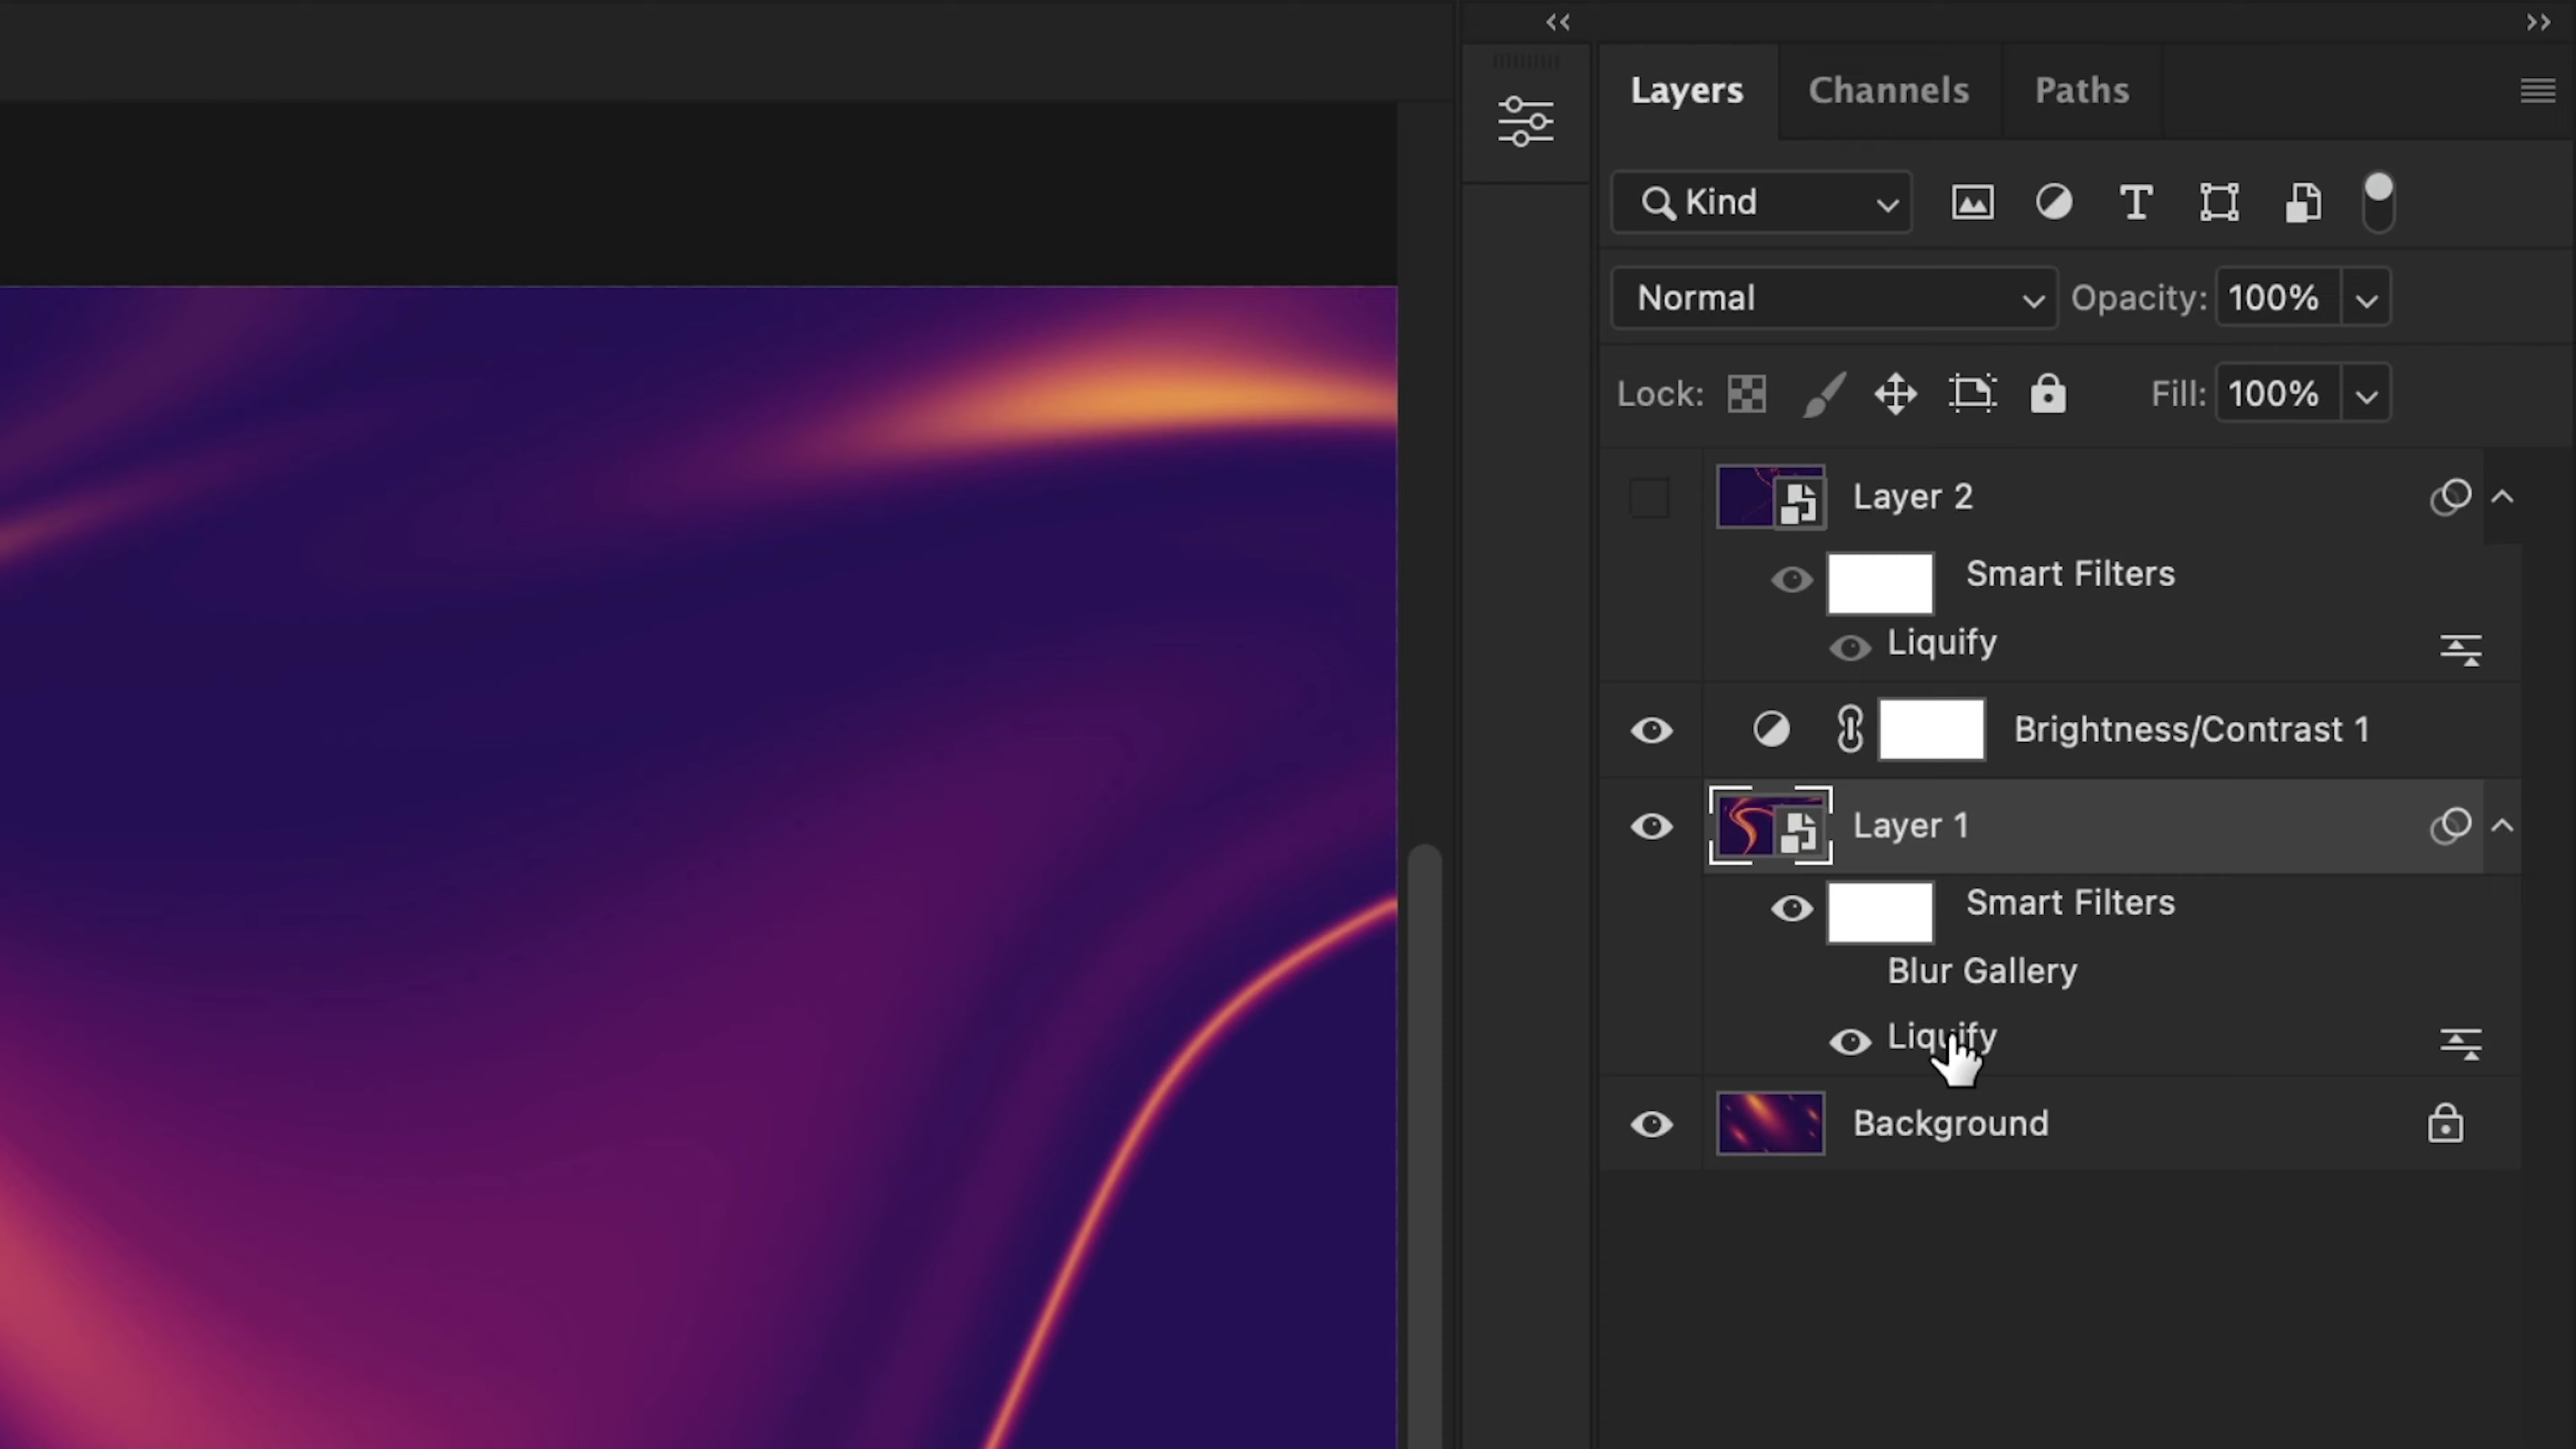 Layers Channels Paths
Kind
Normal Opacity: 100%
Lock: Fill: 100%
Layer 2
Smart Filters
Liquify
Brightness/Contrast 1
Layer 1
Smart Filters
Blur Gallery
Liquify
Background